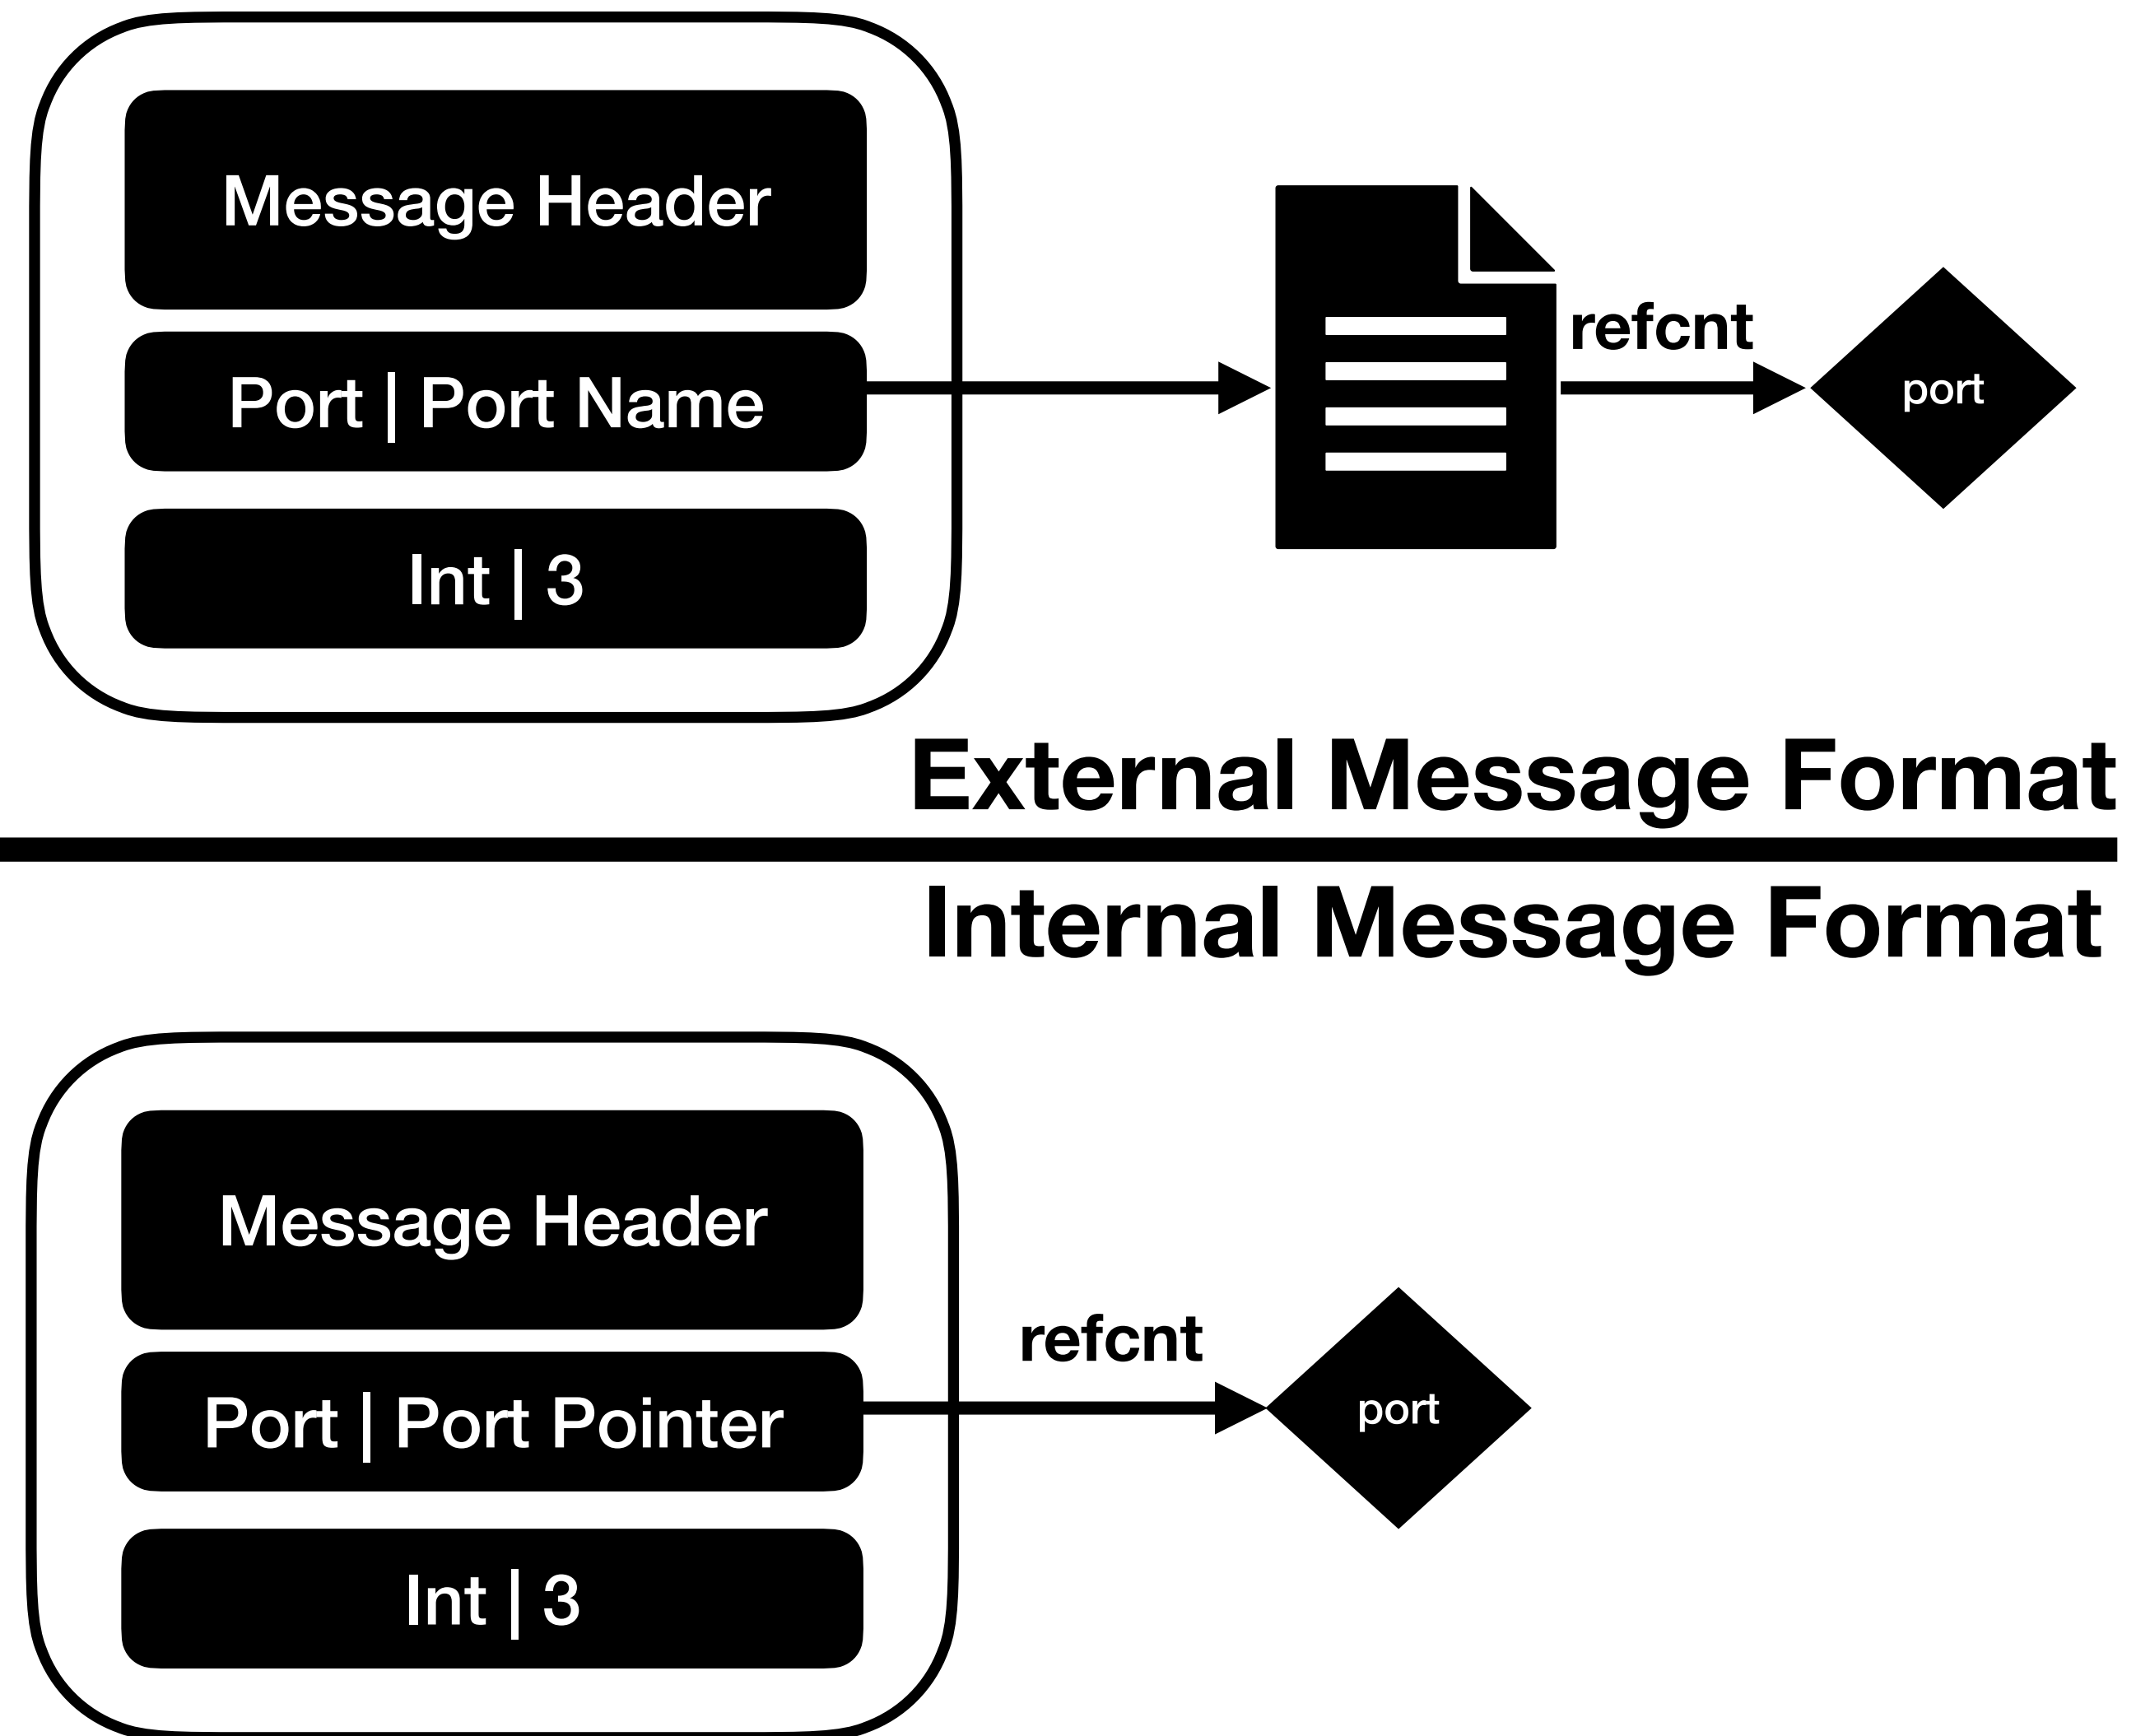 Message Header
Port | Port Name
Int | 3
refcnt
port
External Message Format
Internal Message Format
Message Header
Port | Port Pointer
Int | 3
refcnt
port